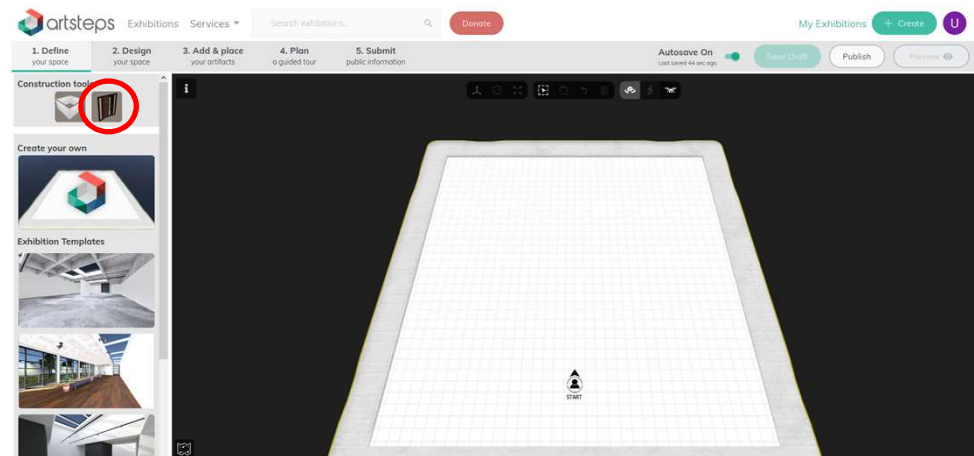 artsteps Exhibitions Services Search exhibitions... Donate My Exhibitions + Create U
1. Define 2. Design 3. Add & place 4. Plan 5. Submit
your space your space your artifacts a guided tour public information
Autosave On
Last saved 44 sec ago
Save Draft Publish Preview
Construction tools
i
Create your own
START
Exhibition Templates